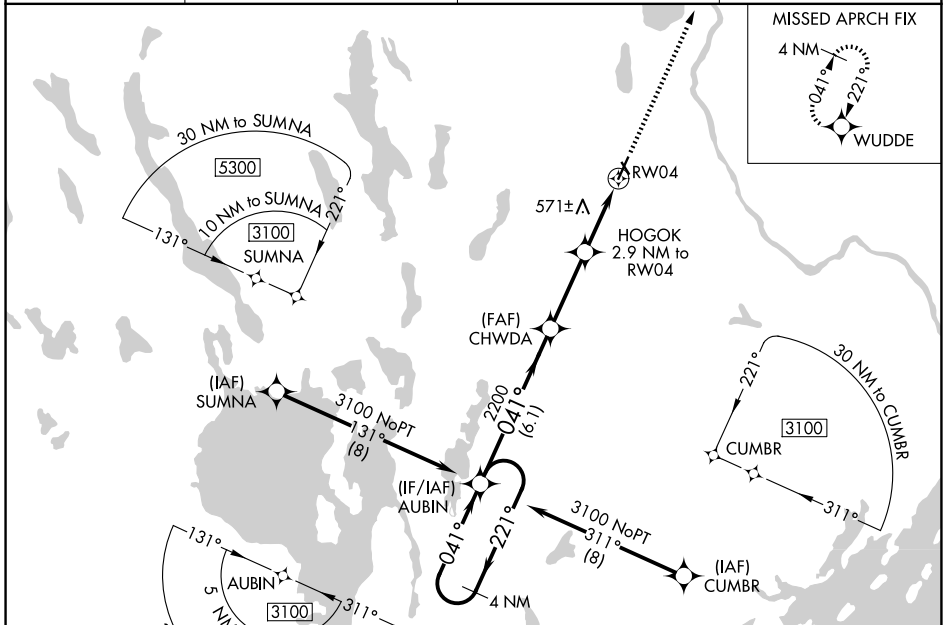 MISSED APRCH FIX
4 NM
041°
221°
WUDDE
30 NM to SUMNA
5300
10 NM to SUMNA
221°
3100
131°
SUMNA
RW04
571±
HOGOK
2.9 NM to
RW04
(FAF)
CHWDA
(IAF)
SUMNA
3100 NoPT
131°
(8)
2200
041°
(6.1)
30 NM to CUMBR
221°
3100
CUMBR
311°
(IF/IAF)
AUBIN
041°
221°
4 NM
3100 NoPT
311°
(8)
(IAF)
CUMBR
131°
AUBIN
5 NM
3100
311°